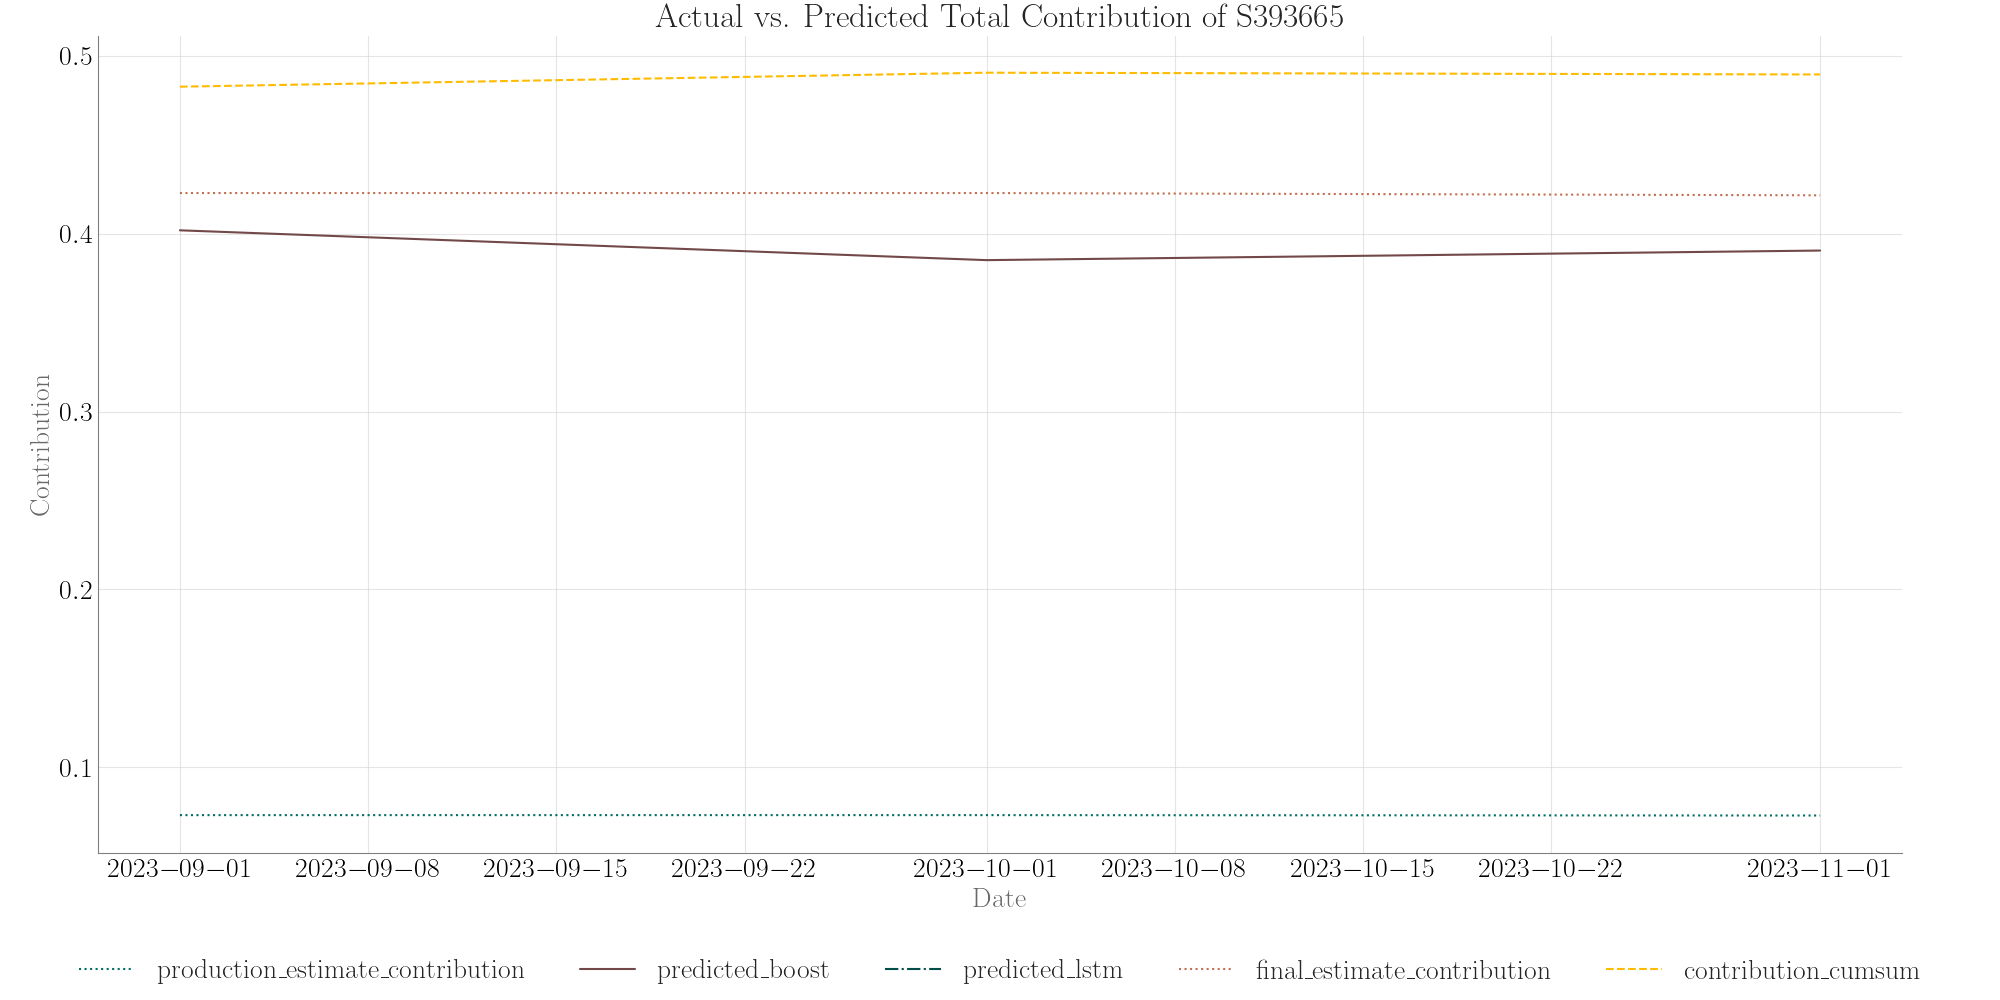 Actual vs. Predicted Total Contribution of S393665
0.5
0.4
0.3
0.2
0.1
Contribution
2023−09−01 2023−09−08 2023−09−15 2023−09−22 2023−10−01 2023−10−08 2023−10−15 2023−10−22 2023−11−01
Date
production_estimate_contribution predicted_boost predicted_lstm final_estimate_contribution contribution_cumsum